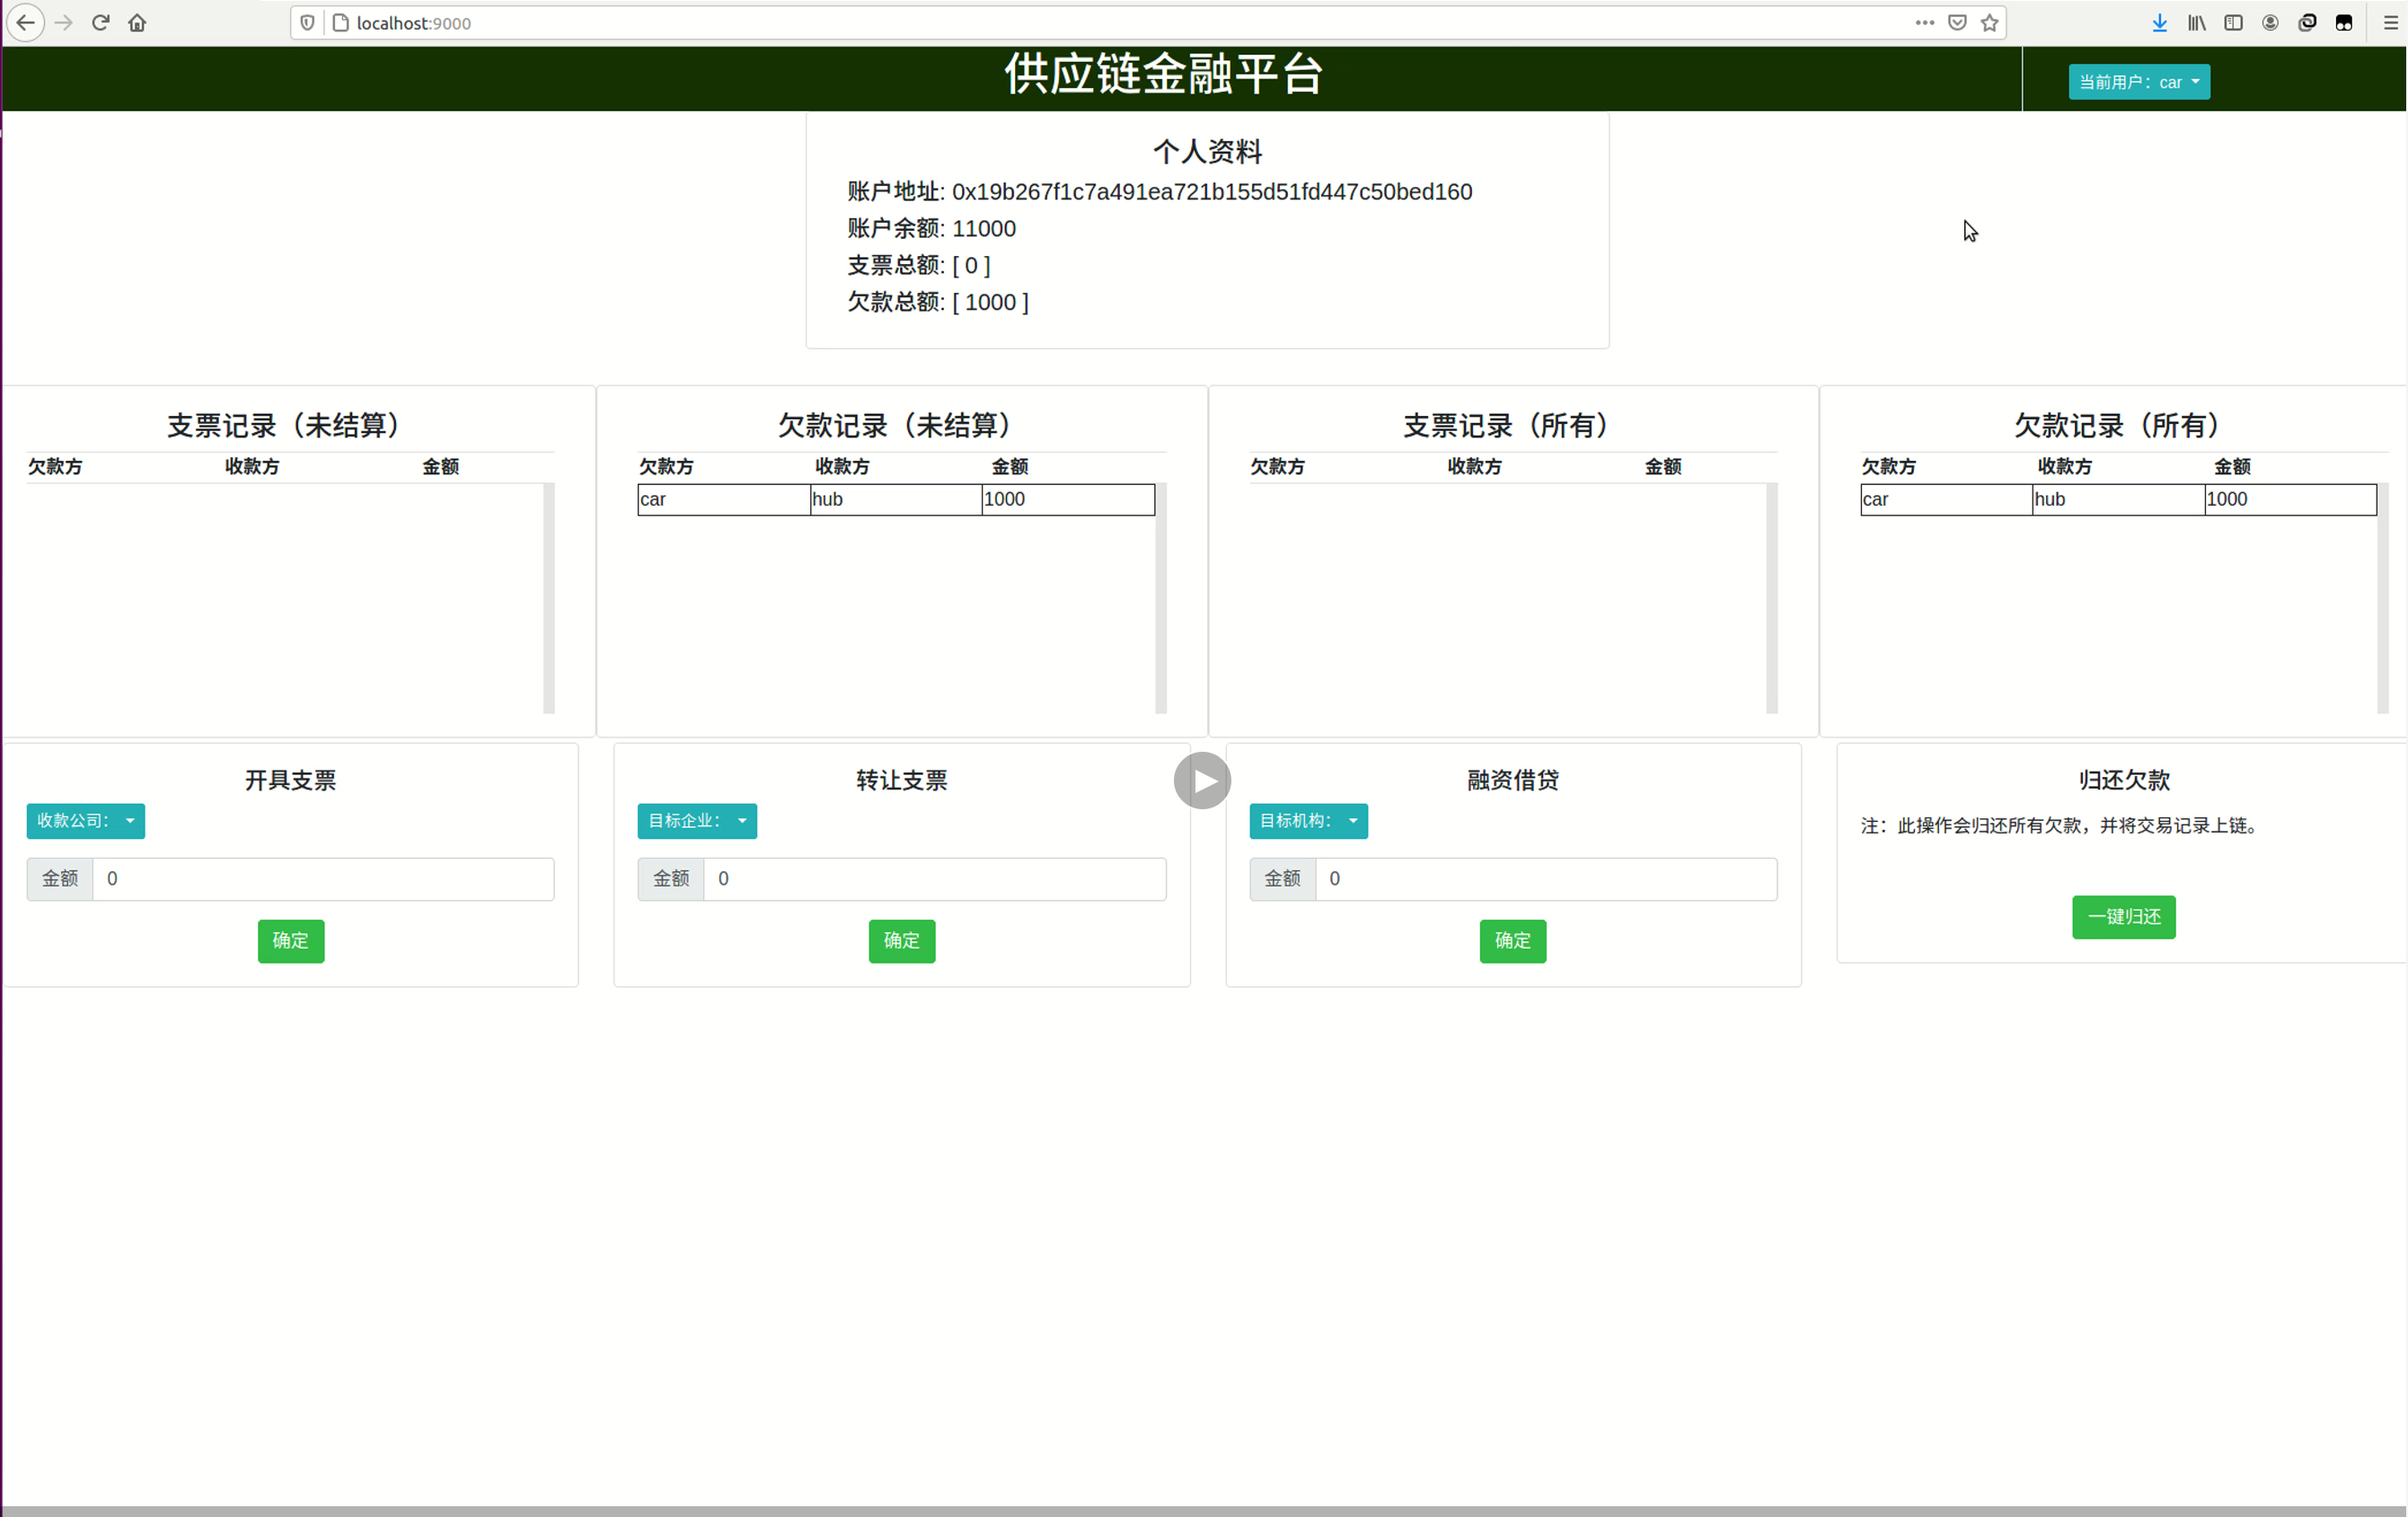 localhost:9000
供应链金融平台
当前用户：car
个人资料
账户地址: 0x19b267f1c7a491ea721b155d51fd447c50bed160
账户余额: 11000
支票总额: [ 0 ]
欠款总额: [ 1000 ]
支票记录（未结算）
欠款方 收款方 金额
欠款记录（未结算）
欠款方 收款方 金额
car hub 1000
支票记录（所有）
欠款方 收款方 金额
欠款记录（所有）
欠款方 收款方 金额
car hub 1000
开具支票
收款公司：
金额 0
确定
转让支票
目标企业：
金额 0
确定
融资借贷
目标机构：
金额 0
确定
归还欠款
注：此操作会归还所有欠款，并将交易记录上链。
一键归还